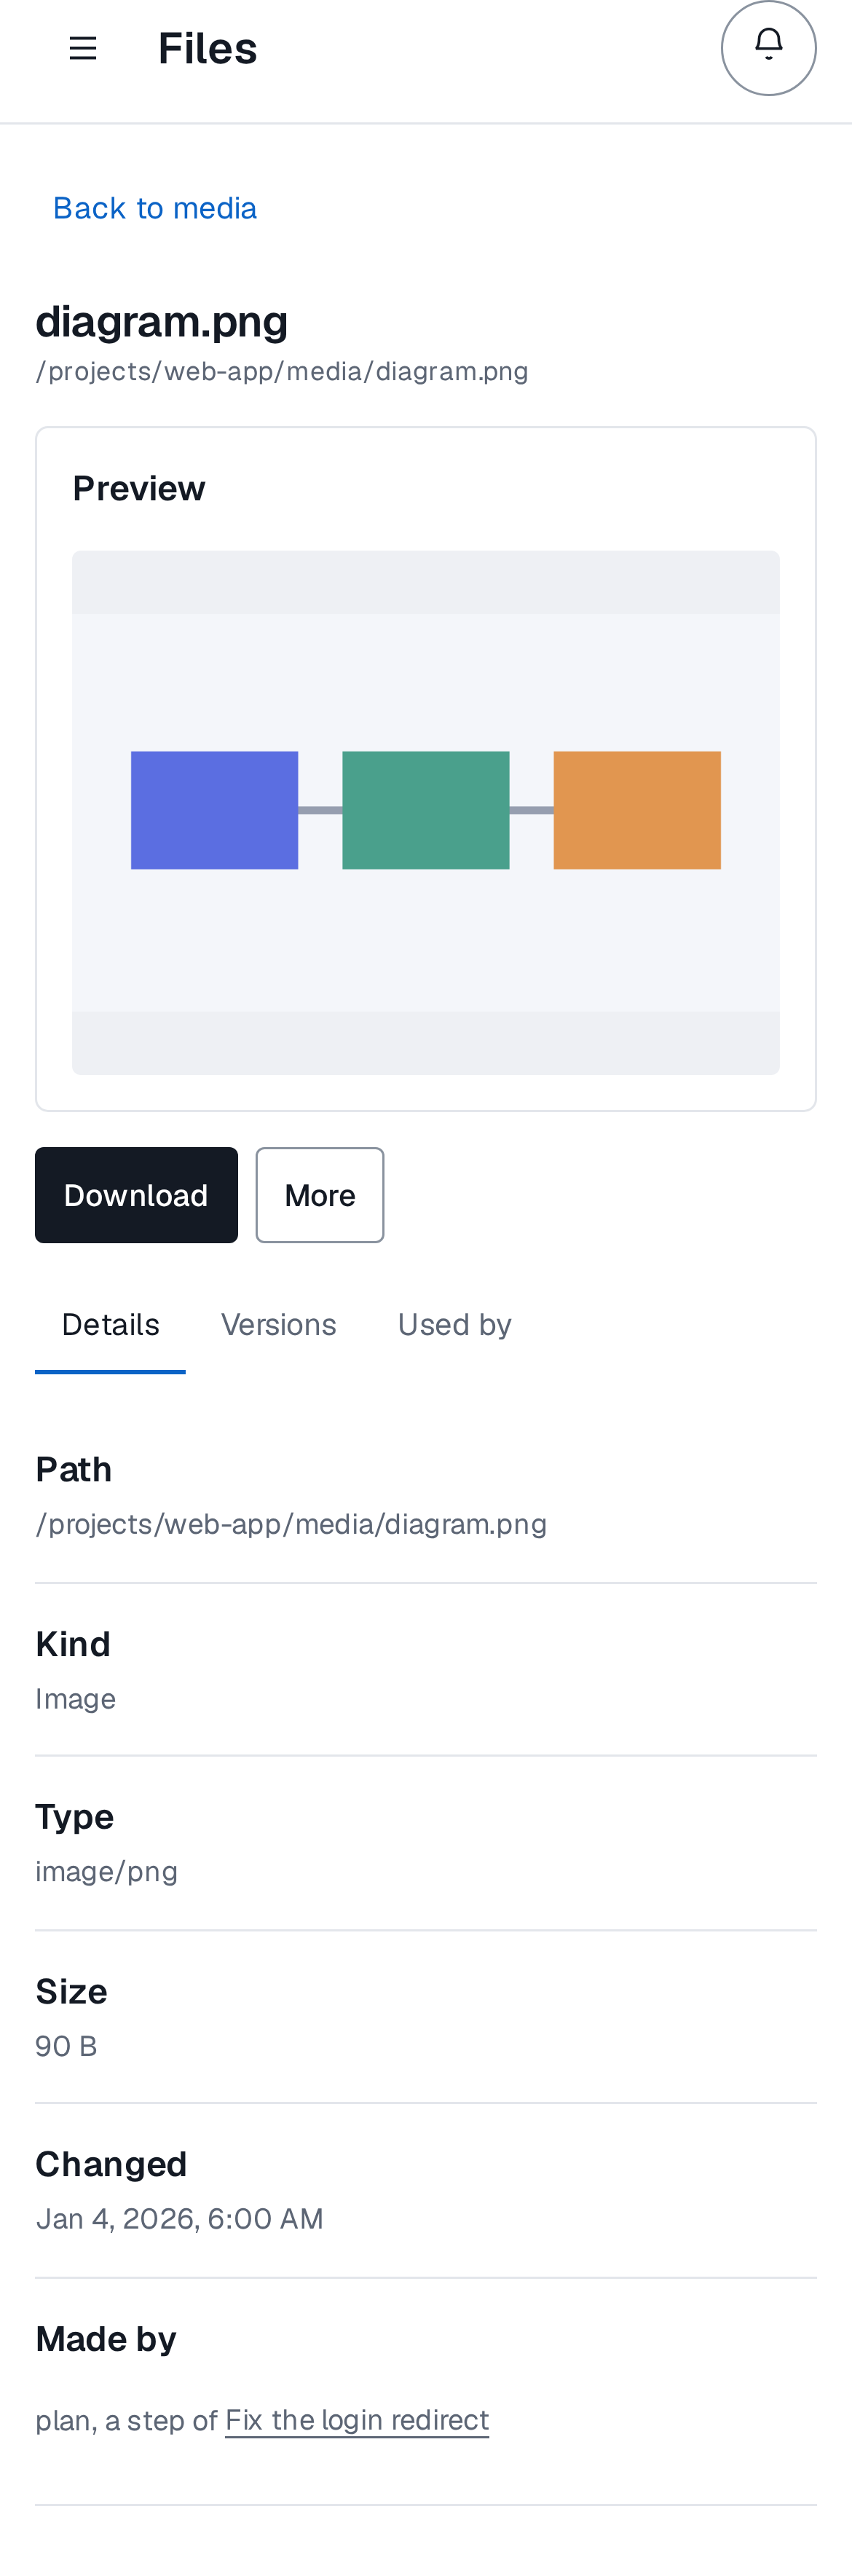 Files
Back to media
diagram.png
/projects/web-app/media/diagram.png
Preview
Download
More
Details
Versions
Used by
Path
/projects/web-app/media/diagram.png
Kind
Image
Type
image/png
Size
90 B
Changed
Jan 4, 2026, 6:00 AM
Made by
plan, a step of Fix the login redirect